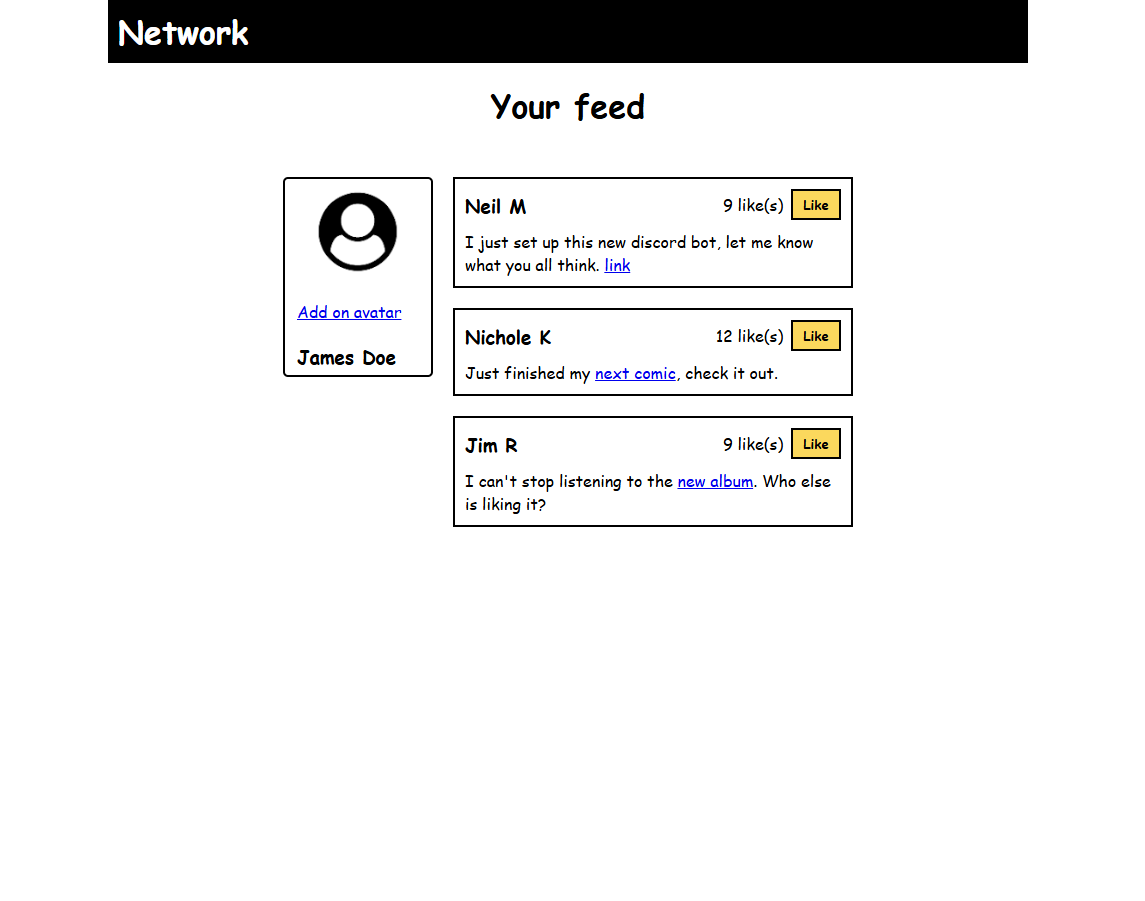 Network
Your feed
Add on avatar
James Doe
Neil M
9 like(s) Like
I just set up this new discord bot, let me know
what you all think. link
Nichole K
12 like(s) Like
Just finished my next comic, check it out.
Jim R
9 like(s) Like
I can't stop listening to the new album. Who else
is liking it?